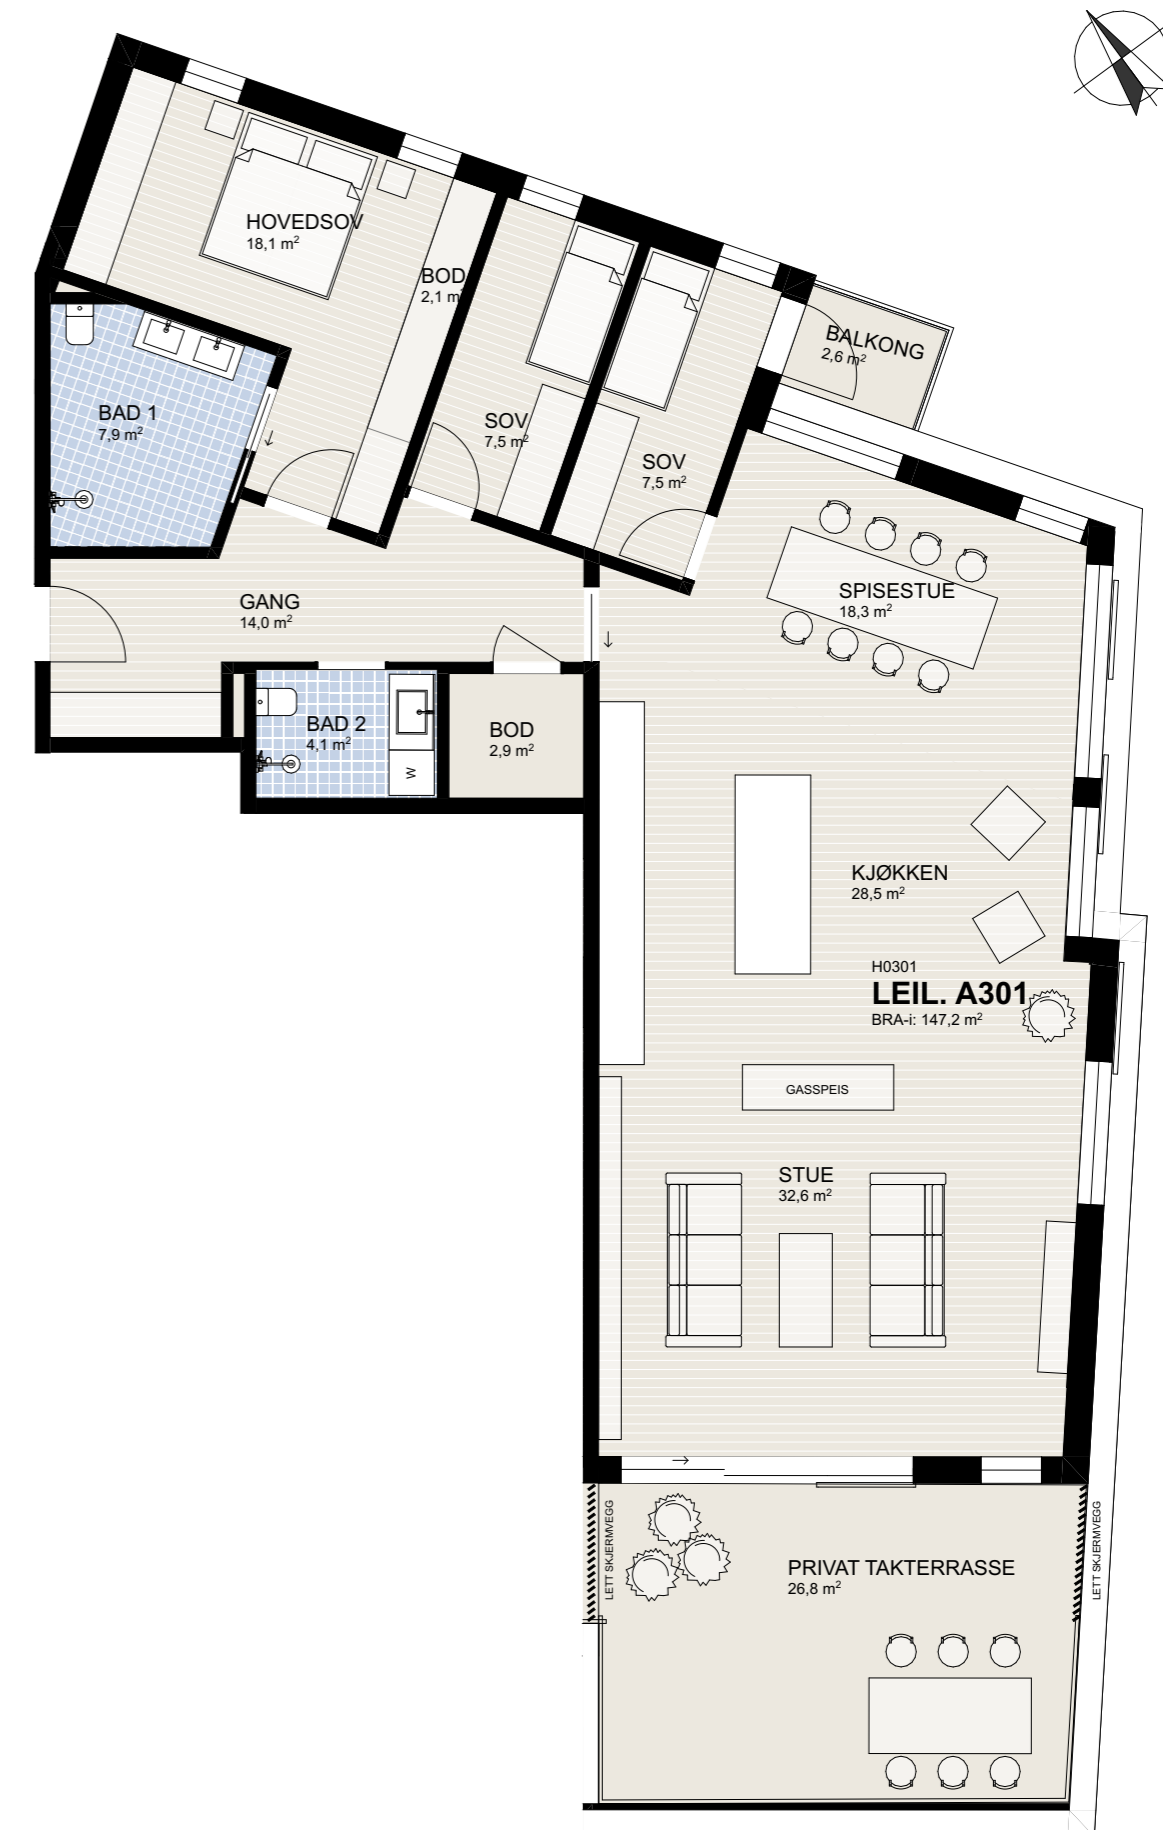 HOVEDSOV
18,1 m²
BOD
2,1 m²
BALKONG
2,6 m²
BAD 1
7,9 m²
SOV
7,5 m²
SOV
7,5 m²
SPISESTUE
18,3 m²
GANG
14,0 m²
BAD 2
4,1 m²
W
BOD
2,9 m²
KJØKKEN
28,5 m²
H0301
LEIL. A301
BRA-i: 147,2 m²
GASSPEIS
STUE
32,6 m²
LETT SKJERMVEGG
PRIVAT TAKTERRASSE
26,8 m²
LETT SKJERMVEGG